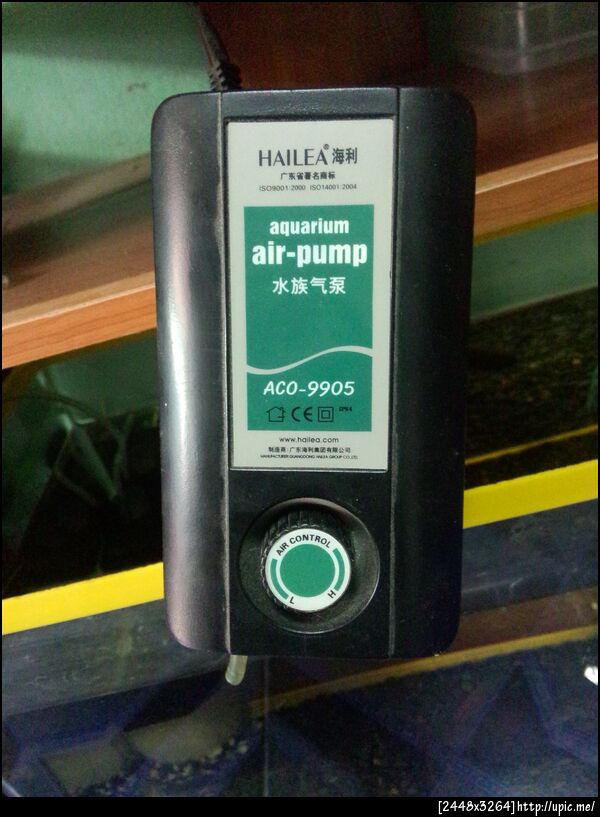 HAILEA® 海利
广东省著名商标
ISO9001:2000 ISO14001:2004
aquarium
air-pump
水族气泵
ACO-9905
CE IPX4
www.hailea.com
制造商:广东海利集团有限公司
MANUFACTURER:GUANGDONG HAILEA GROUP CO.,LTD.
AIR CONTROL
L H
[2448x3264]http://upic.me/